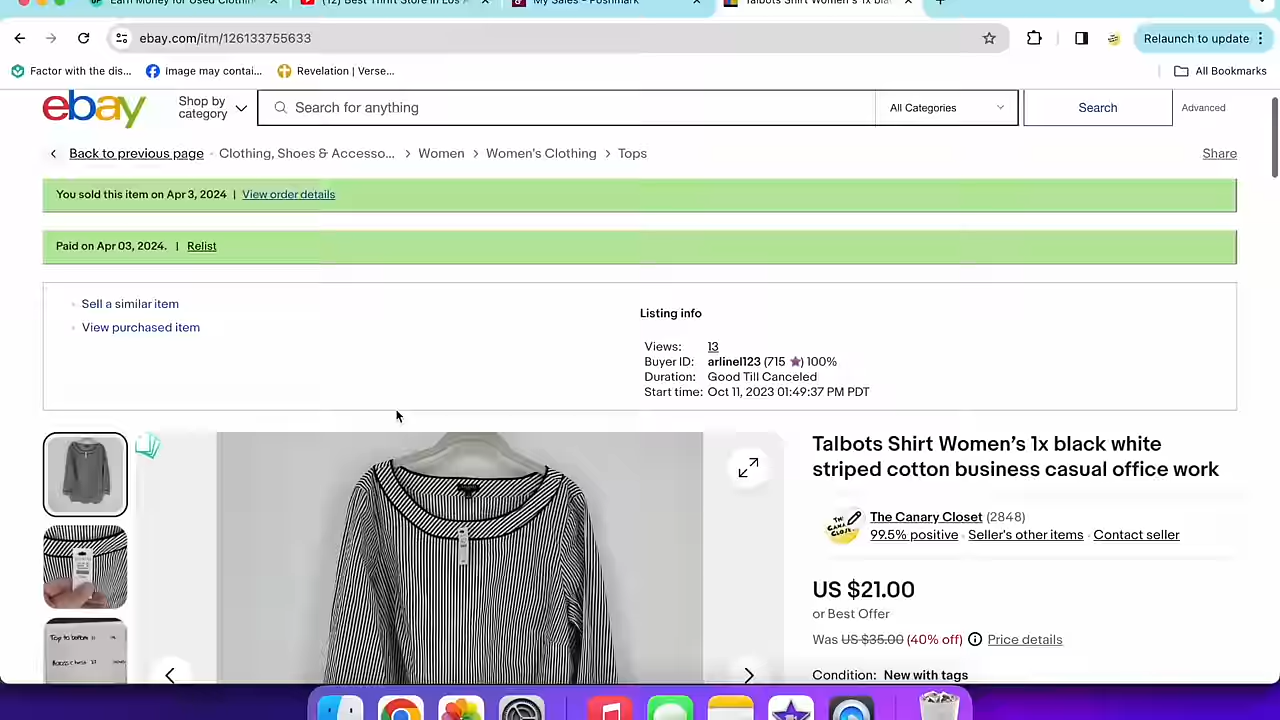 Earn Money for Used Clothin
(12) Best Thrift Store in Los A
My Sales - Poshmark
Talbots Shirt Women's 1x bla
ebay.com/itm/126133755633
Relaunch to update
Factor with the dis...
Image may contai...
Revelation | Verse...
All Bookmarks
ebay
Shop by
category
Search for anything
All Categories
Search
Advanced
Back to previous page
Clothing, Shoes & Accesso...
Women
Women's Clothing
Tops
Share
You sold this item on Apr 3, 2024 | View order details
Paid on Apr 03, 2024. | Relist
Sell a similar item
View purchased item
Listing info
Views: 13
Buyer ID: arlinel123 (715 ) 100%
Duration: Good Till Canceled
Start time: Oct 11, 2023 01:49:37 PM PDT
Talbots Shirt Women's 1x black white
striped cotton business casual office work
The Canary Closet (2848)
99.5% positive · Seller's other items · Contact seller
US $21.00
or Best Offer
Was US $35.00 (40% off) Price details
Condition: New with tags
Top to bottom